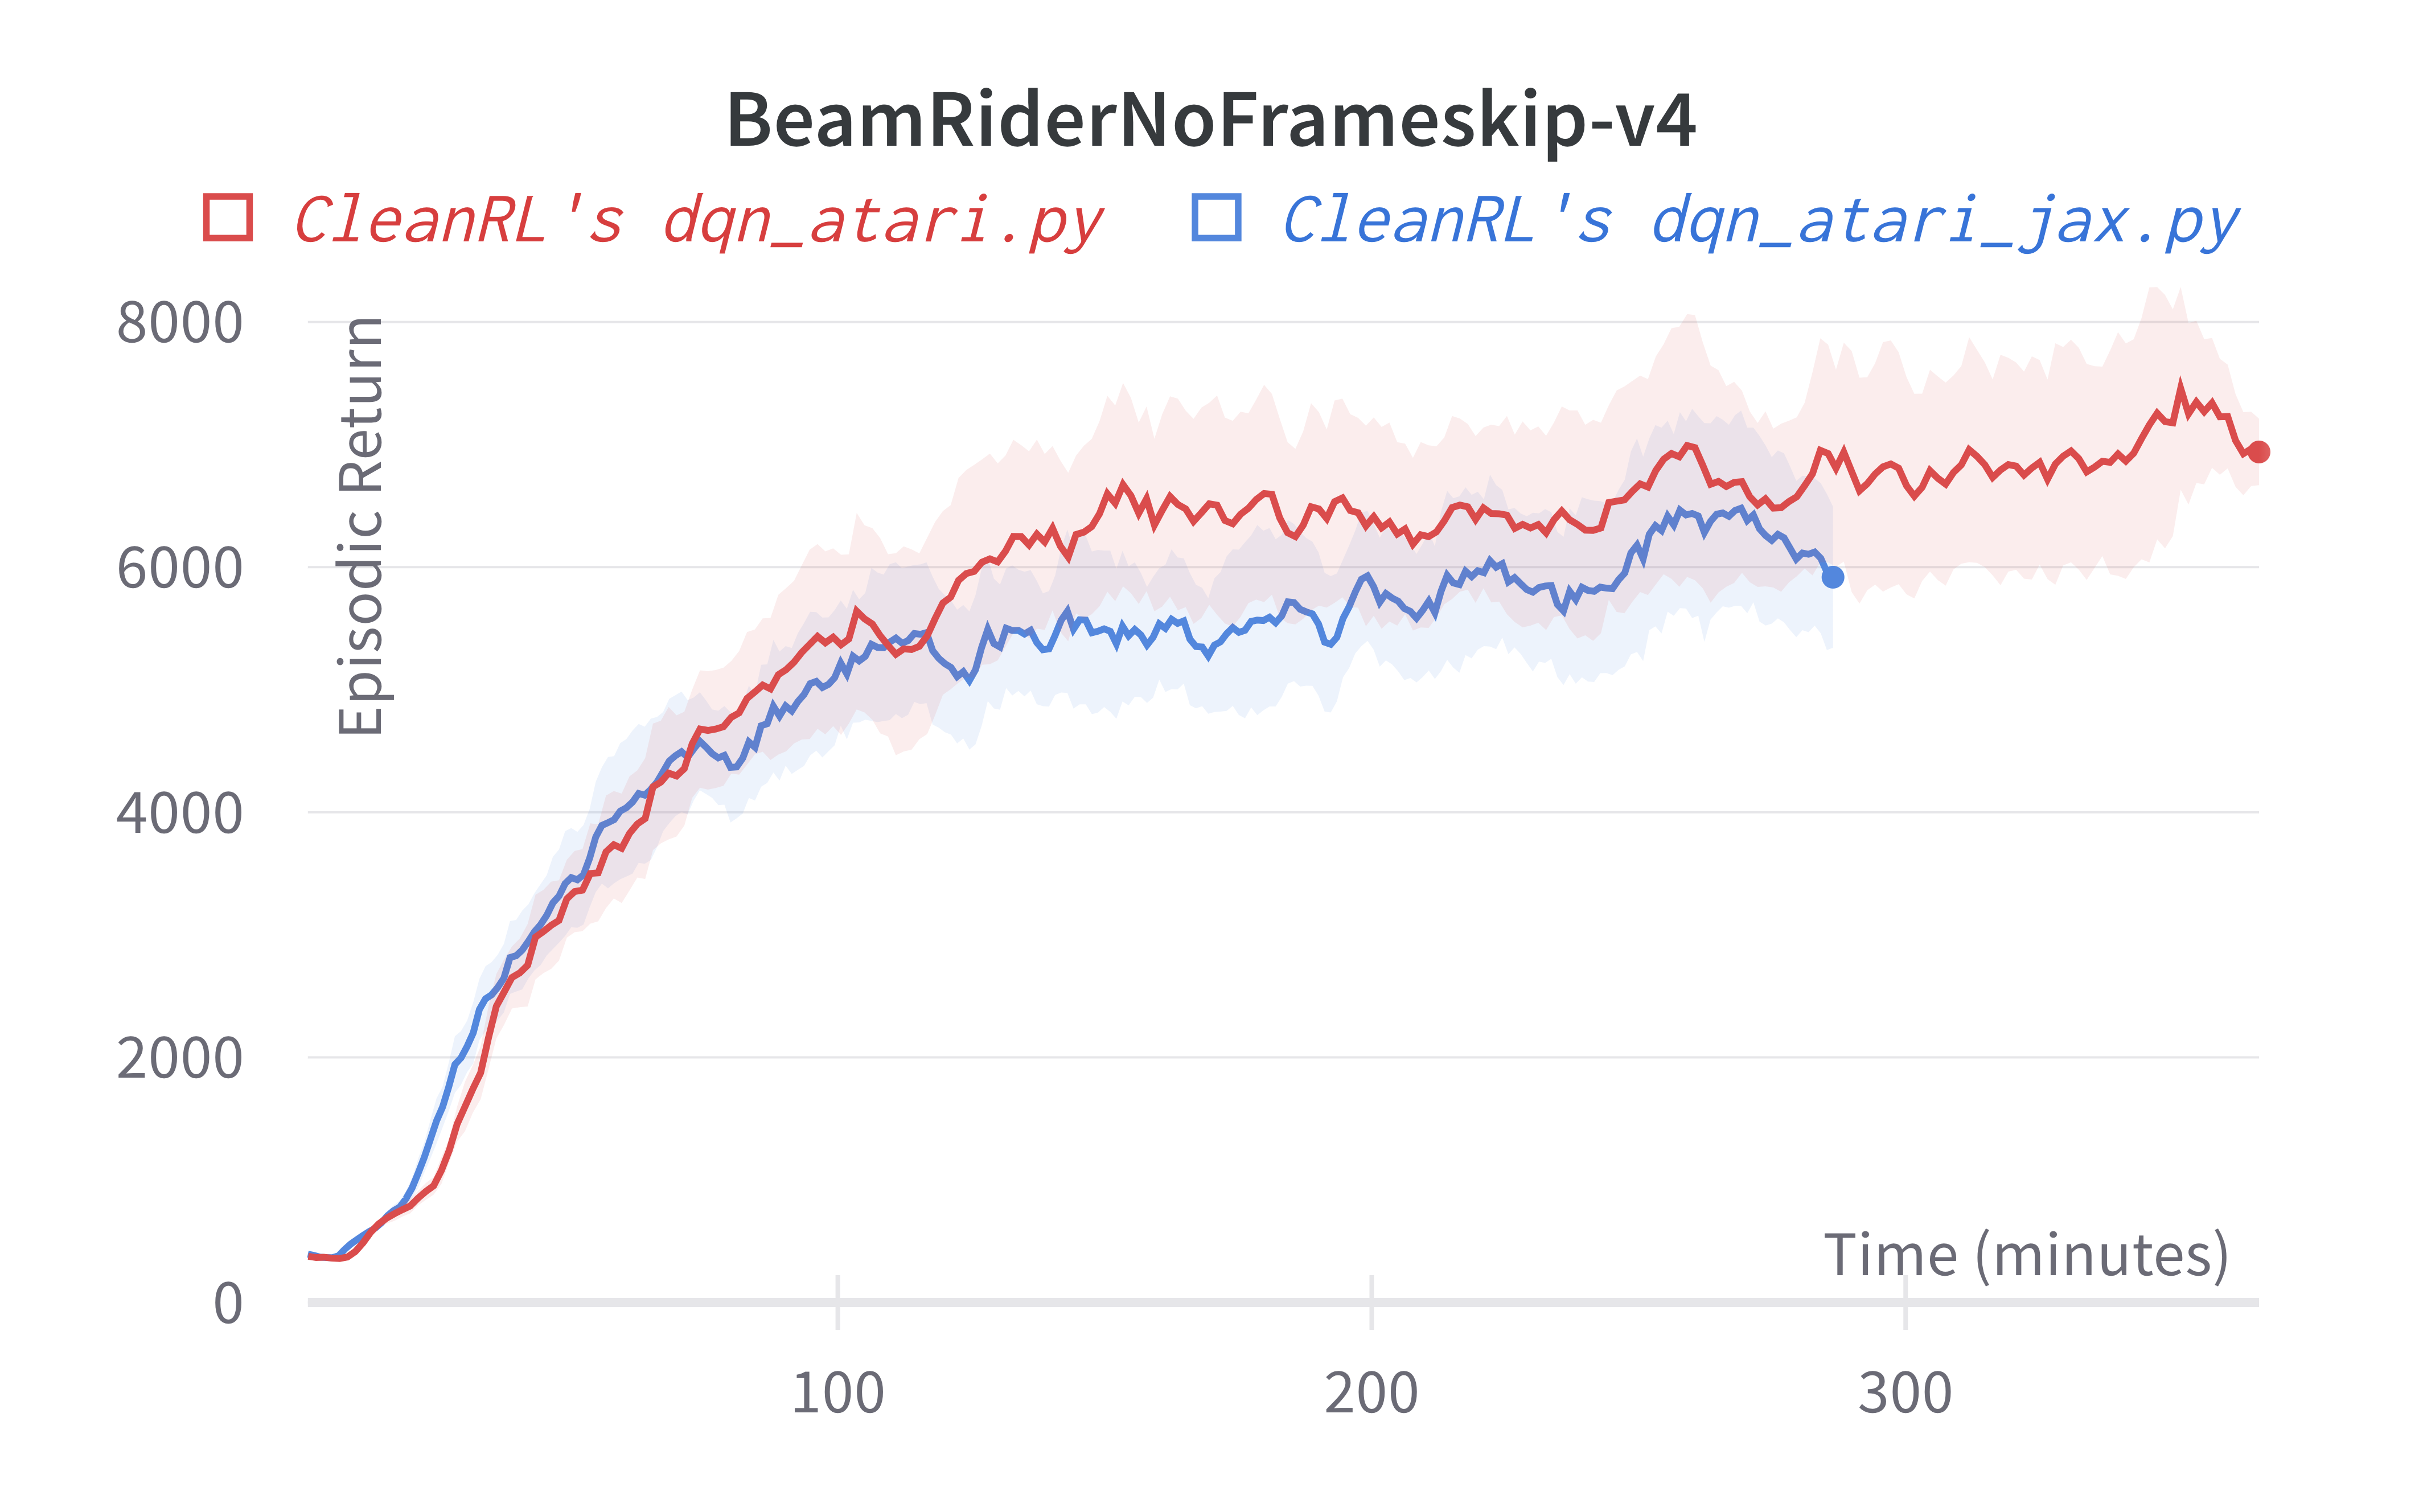 BeamRiderNoFrameskip-v4
CleanRL's dqn_atari.py CleanRL's dqn_atari_jax.py
8000
6000
4000
2000
0
Episodic Return
Time (minutes)
100 200 300